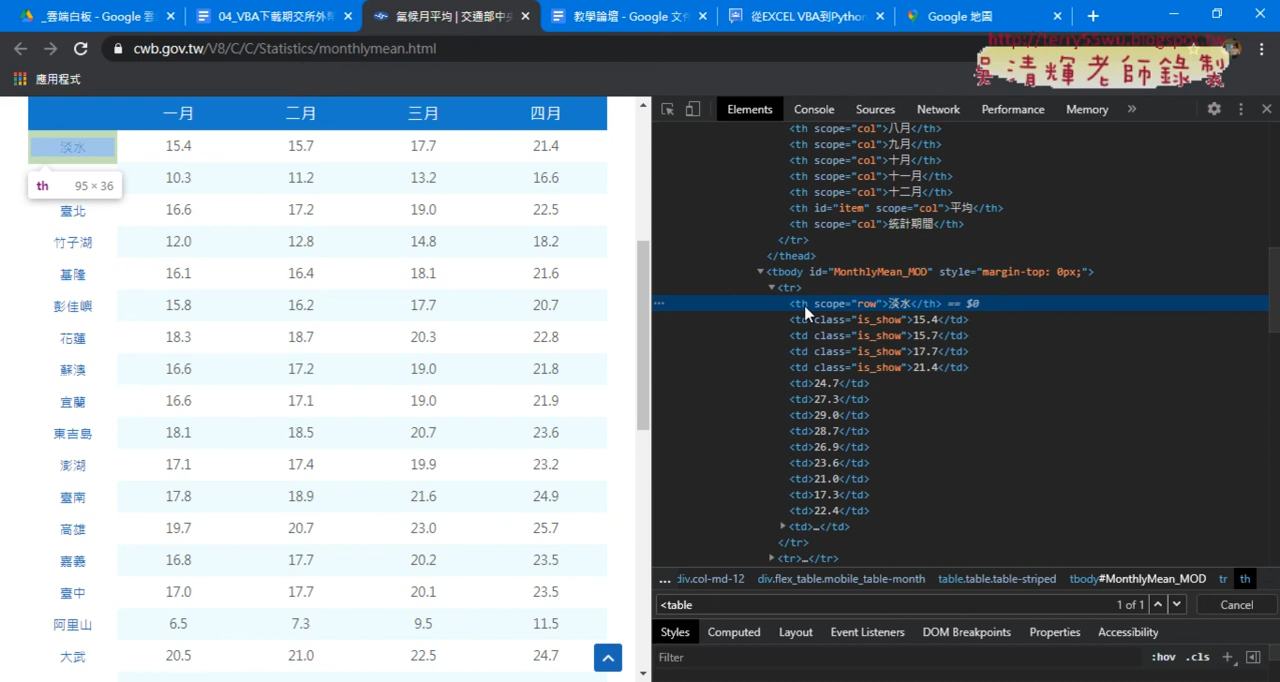 _雲端白板 - Google 雲
04_VBA下載期交所外幣
氣候月平均 | 交通部中央
教學論壇 - Google 文件
從EXCEL VBA到Python
Google 地圖
cwb.gov.tw/V8/C/C/Statistics/monthlymean.html
http://terry55wu.blogspot.tw
吳清輝老師錄製
應用程式
一月 二月 三月 四月
淡水 15.4 15.7 17.7 21.4
10.3 11.2 13.2 16.6
th 95 × 36
臺北 16.6 17.2 19.0 22.5
竹子湖 12.0 12.8 14.8 18.2
基隆 16.1 16.4 18.1 21.6
彭佳嶼 15.8 16.2 17.7 20.7
花蓮 18.3 18.7 20.3 22.8
蘇澳 16.6 17.2 19.0 21.8
宜蘭 16.6 17.1 19.0 21.9
東吉島 18.1 18.5 20.7 23.6
澎湖 17.1 17.4 19.9 23.2
臺南 17.8 18.9 21.6 24.9
高雄 19.7 20.7 23.0 25.7
嘉義 16.8 17.7 20.2 23.5
臺中 17.0 17.7 20.1 23.5
阿里山 6.5 7.3 9.5 11.5
大武 20.5 21.0 22.5 24.7
Elements Console Sources Network Performance Memory »
<th scope="col">八月</th>
<th scope="col">九月</th>
<th scope="col">十月</th>
<th scope="col">十一月</th>
<th scope="col">十二月</th>
<th id="item" scope="col">平均</th>
<th scope="col">統計期間</th>
</tr>
</thead>
<tbody id="MonthlyMean_MOD" style="margin-top: 0px;">
<tr>
<th scope="row">淡水</th> == $0
<td class="is_show">15.4</td>
<td class="is_show">15.7</td>
<td class="is_show">17.7</td>
<td class="is_show">21.4</td>
<td>24.7</td>
<td>27.3</td>
<td>29.0</td>
<td>28.7</td>
<td>26.9</td>
<td>23.6</td>
<td>21.0</td>
<td>17.3</td>
<td>22.4</td>
<td>…</td>
</tr>
<tr>…</tr>
... div.col-md-12 div.flex_table.mobile_table-month table.table.table-striped tbody#MonthlyMean_MOD tr th
<table 1 of 1 Cancel
Styles Computed Layout Event Listeners DOM Breakpoints Properties Accessibility
Filter :hov .cls +